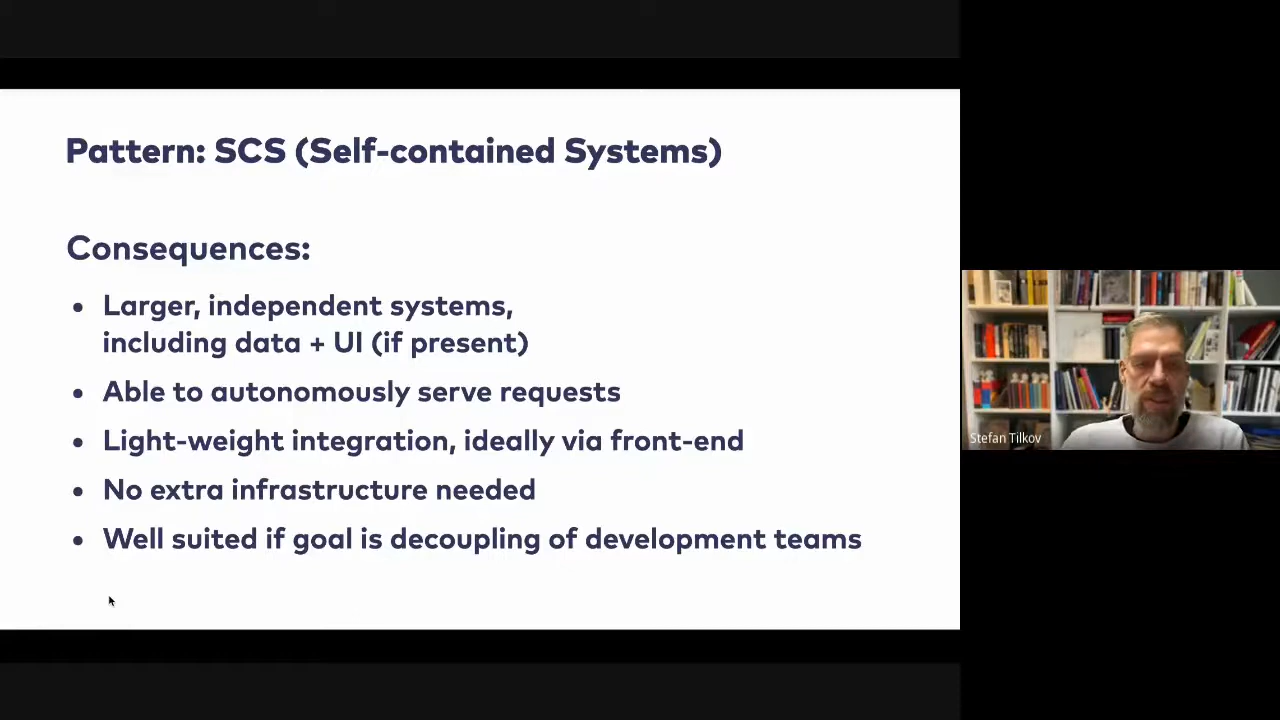 Pattern: SCS (Self-contained Systems)
Consequences:
• Larger, independent systems,
including data + UI (if present)
• Able to autonomously serve requests
• Light-weight integration, ideally via front-end
• No extra infrastructure needed
• Well suited if goal is decoupling of development teams
Stefan Tilkov